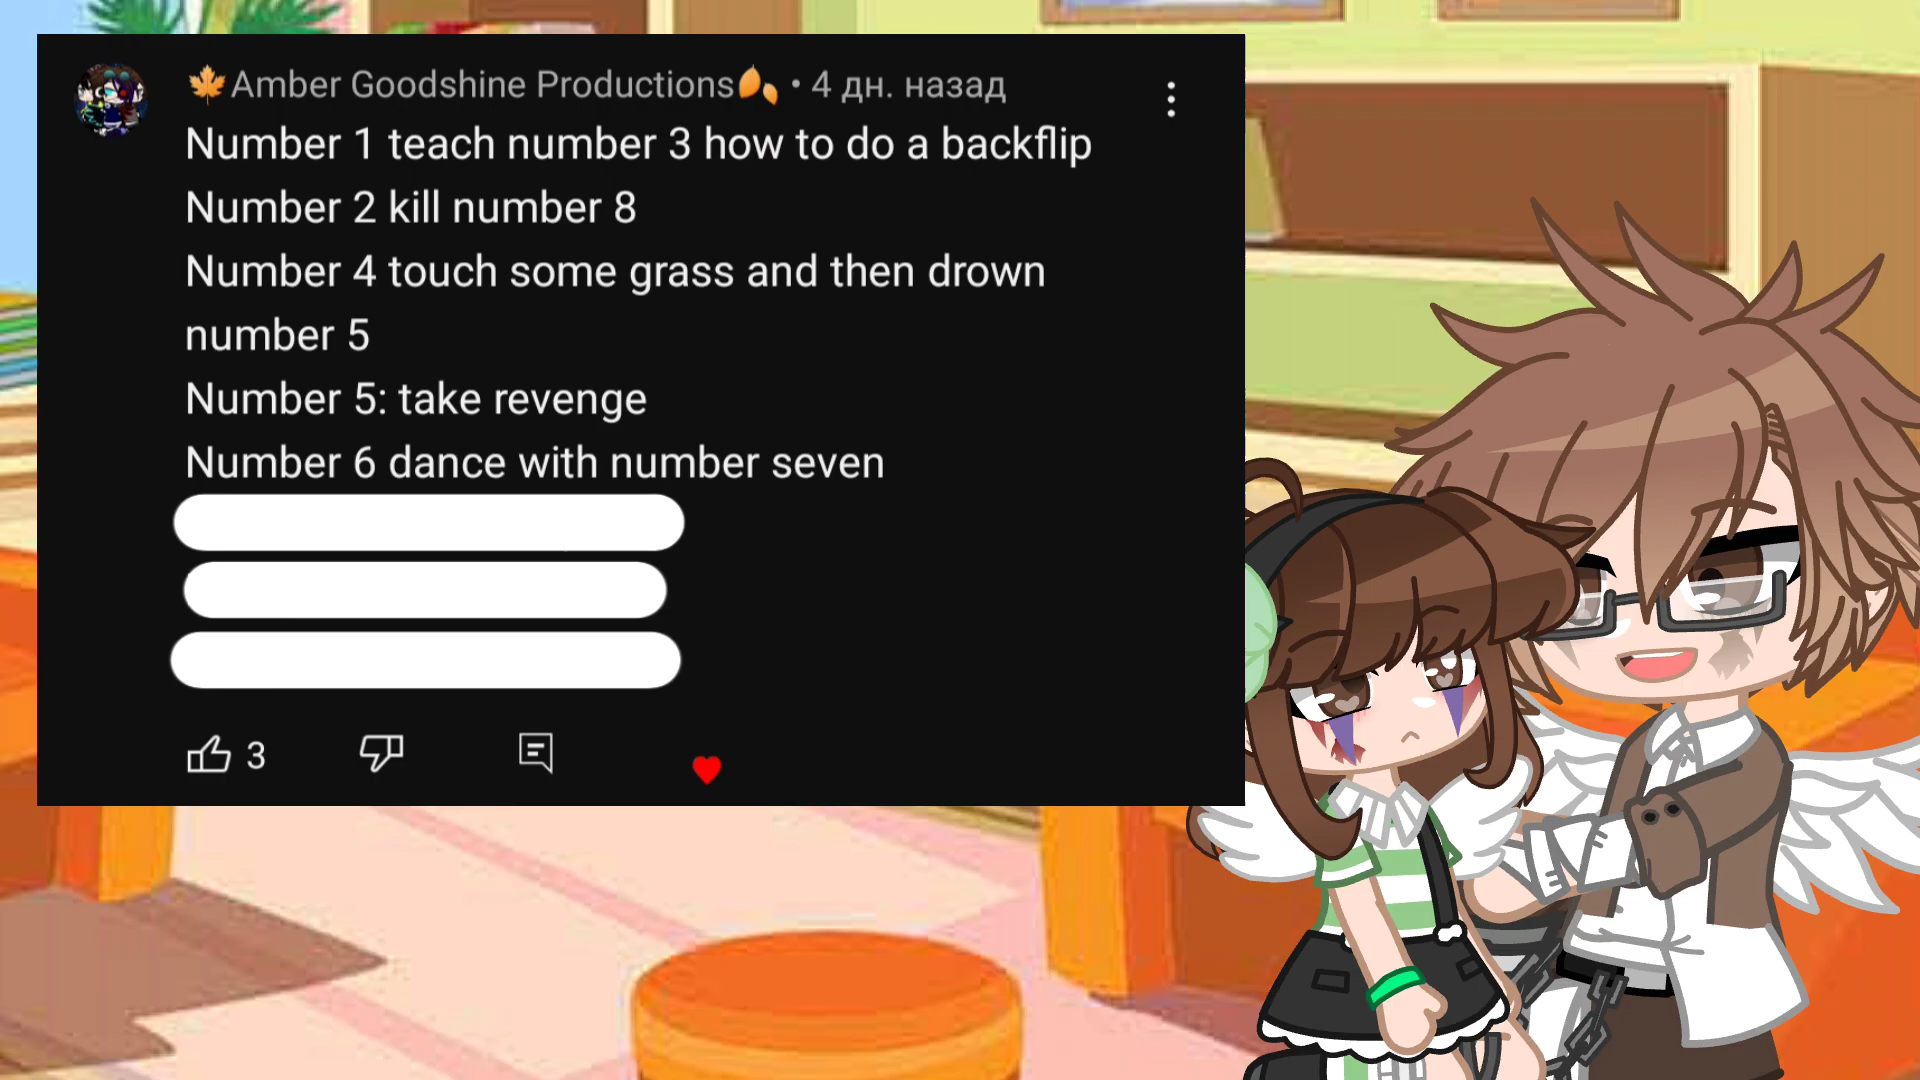 🍁Amber Goodshine Productions🍂 • 4 дн. назад
Number 1 teach number 3 how to do a backflip
Number 2 kill number 8
Number 4 touch some grass and then drown
number 5
Number 5: take revenge
Number 6 dance with number seven
3